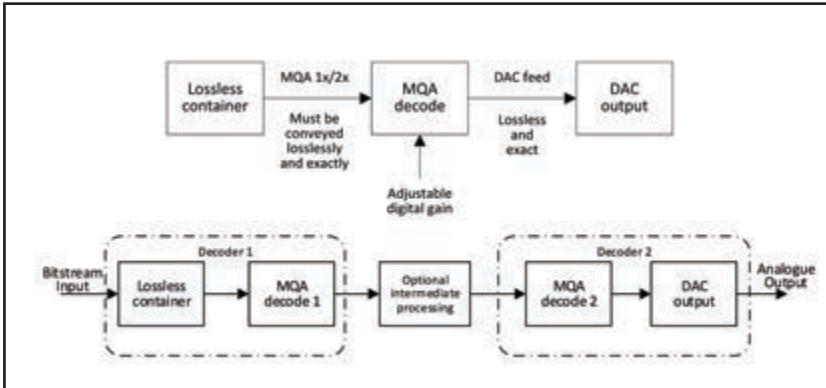 Lossless
container
MQA 1x/2x
Must be
conveyed
losslessly
and exactly
MQA
decode
DAC feed
Lossless
and
exact
DAC
output
Adjustable
digital gain
Decoder 1
Decoder 2
Bitstream
Input
Lossless
container
MQA
decode 1
Optional
intermediate
processing
MQA
decode 2
DAC
output
Analogue
Output